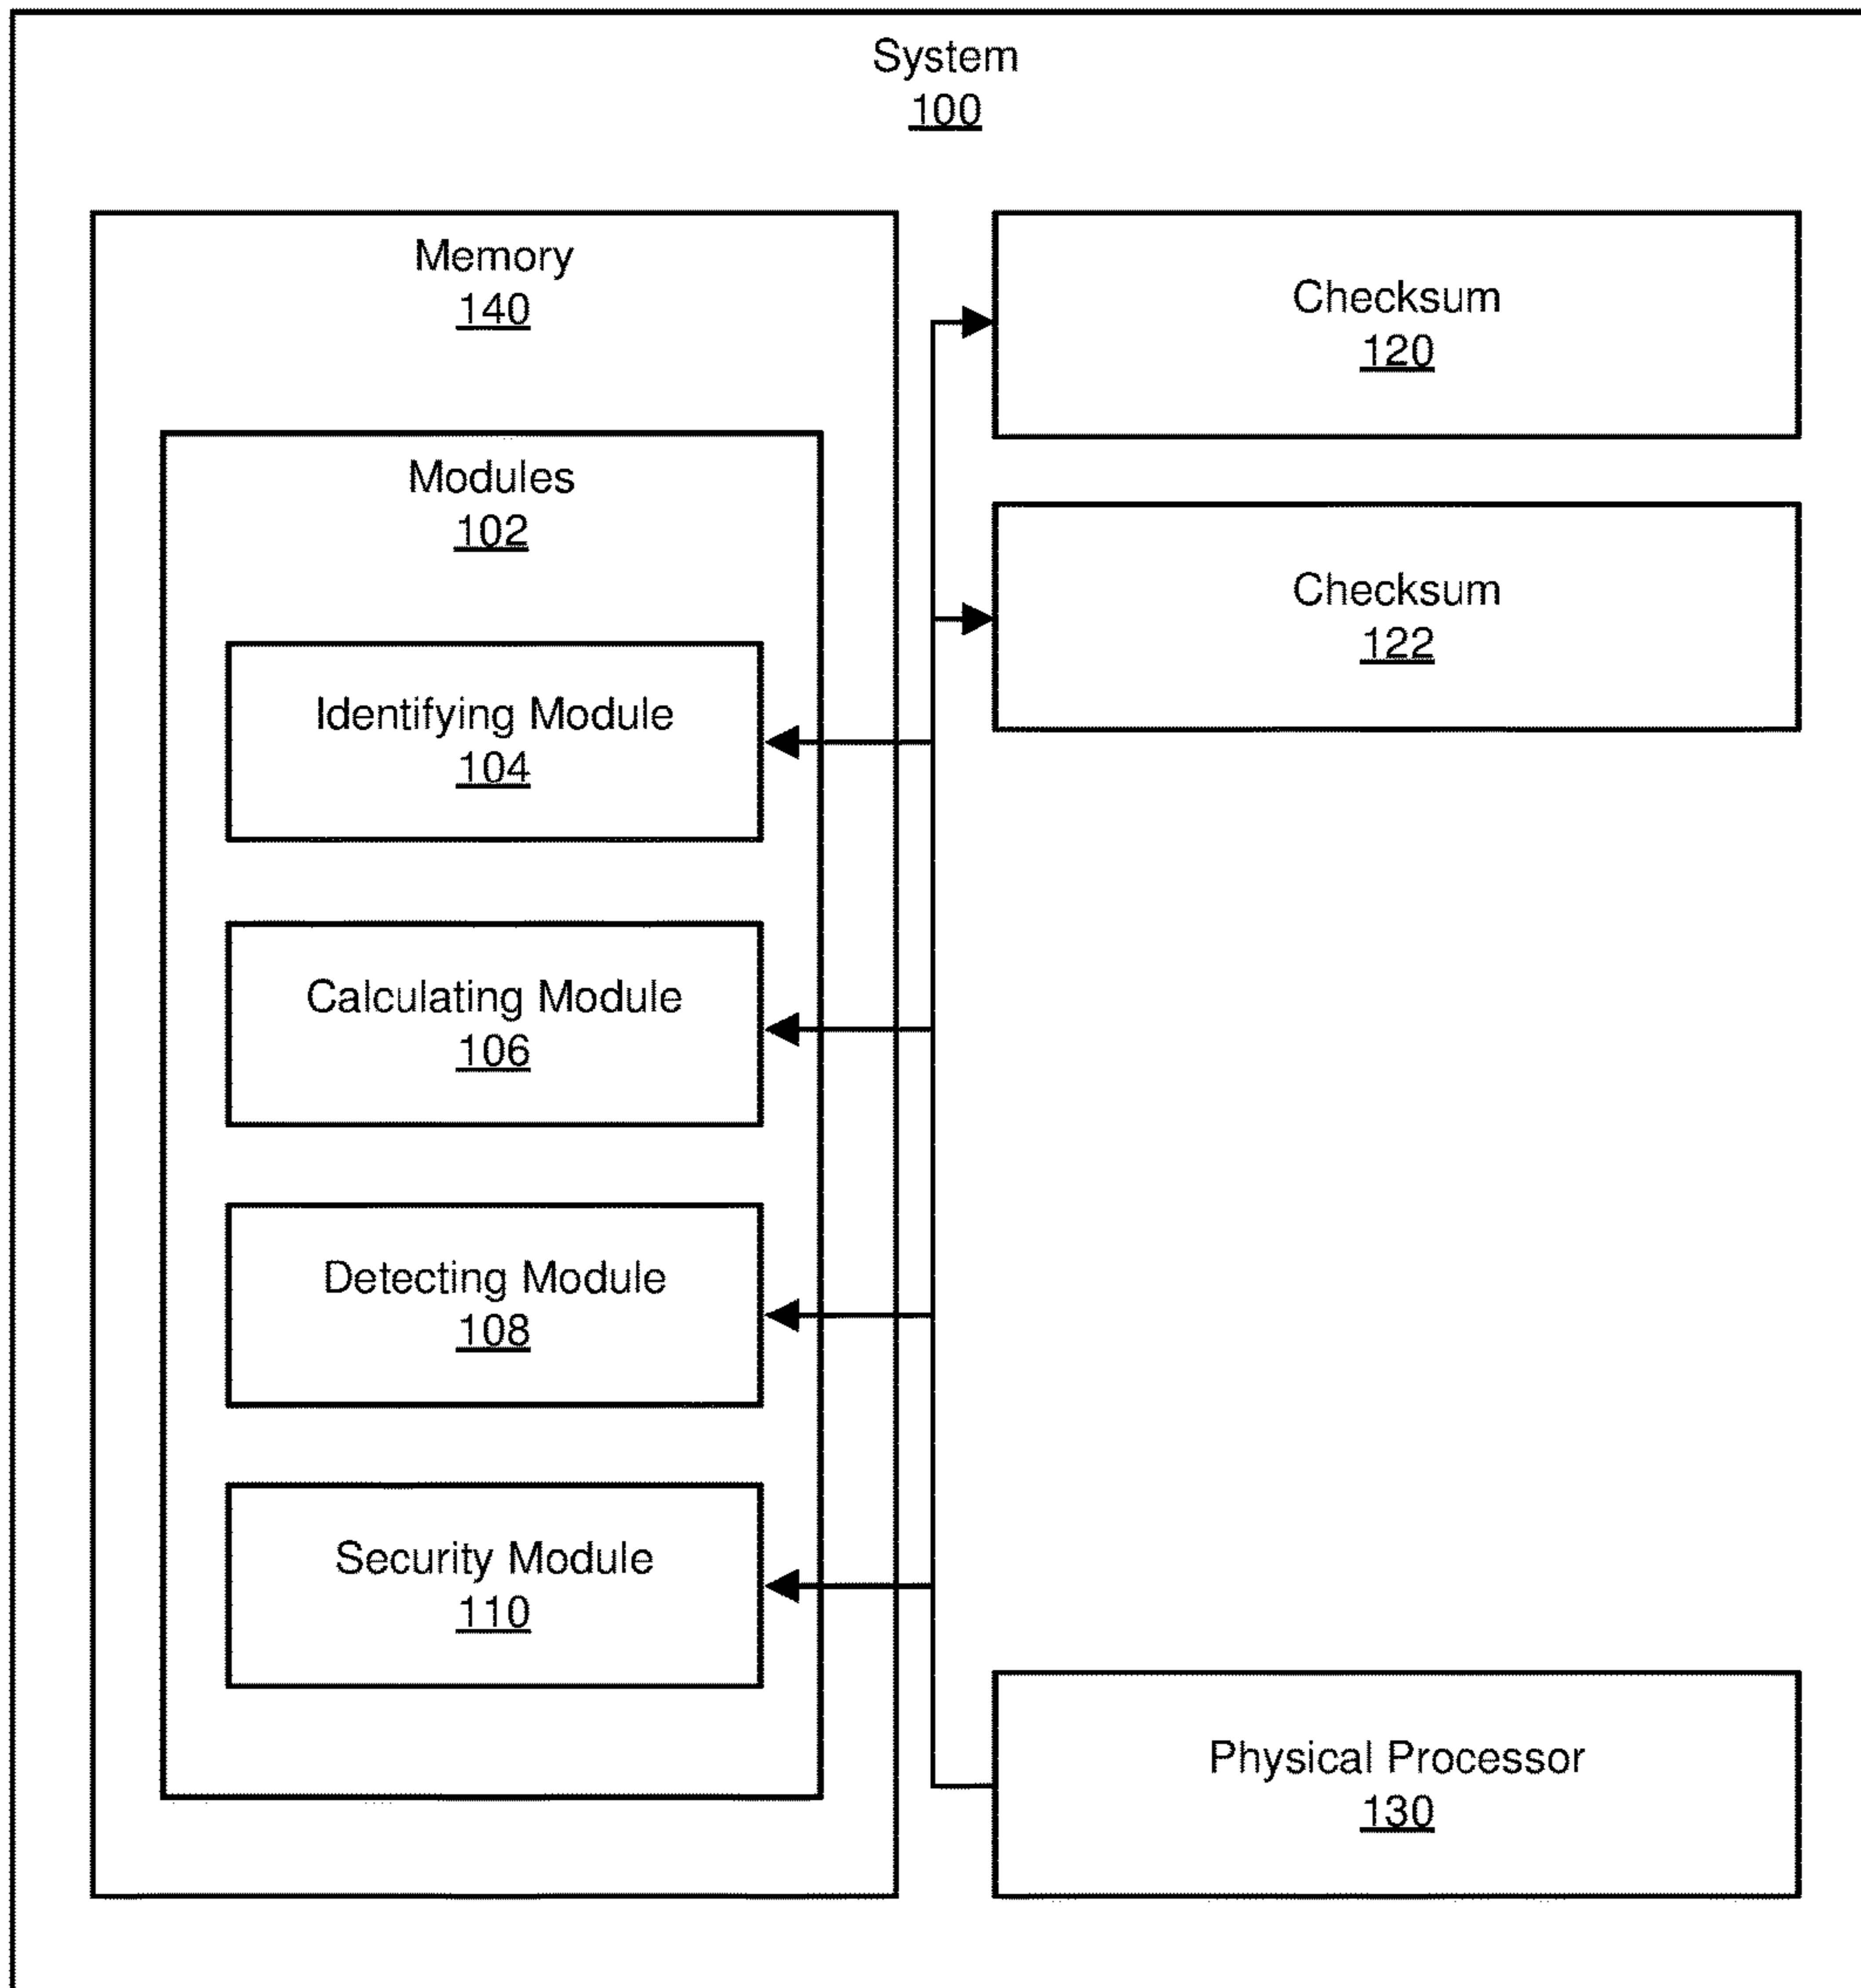 System
100
Memory
140
Modules
102
Identifying Module
104
Calculating Module
106
Detecting Module
108
Security Module
110
Checksum
120
Checksum
122
Physical Processor
130